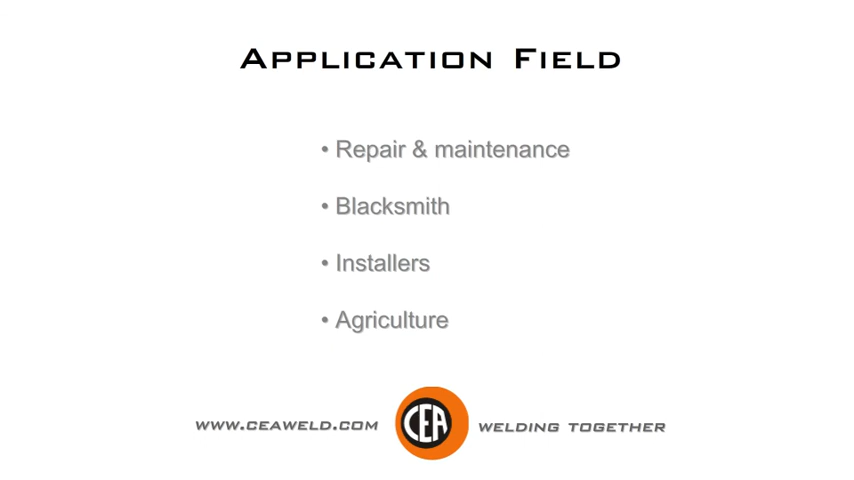 Application Field
• Repair & maintenance
• Blacksmith
• Installers
• Agriculture
www.ceaweld.com CEA welding together